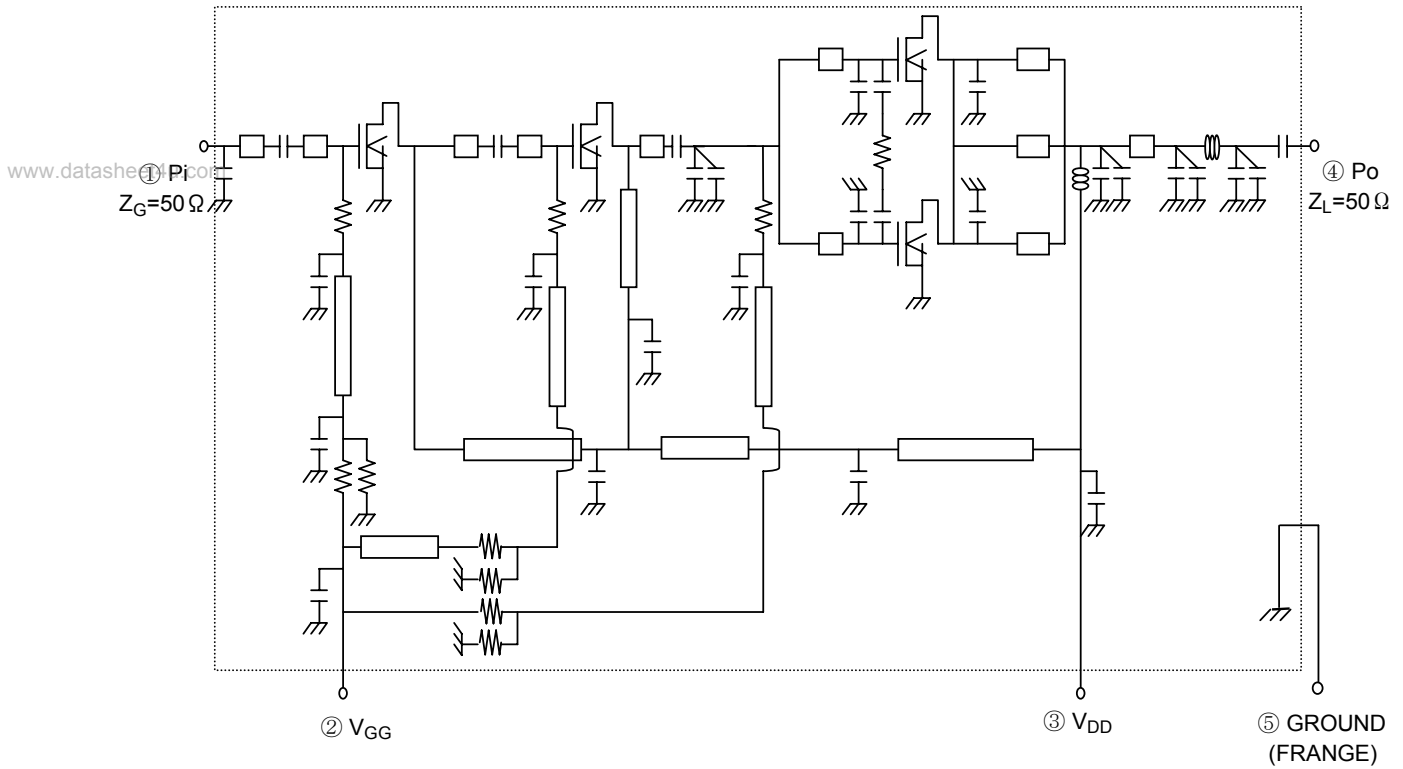 www.datasheet4u.com
① Pi
Z_G=50Ω
④ Po
Z_L=50Ω
② V_GG
③ V_DD
⑤ GROUND
(FRANGE)